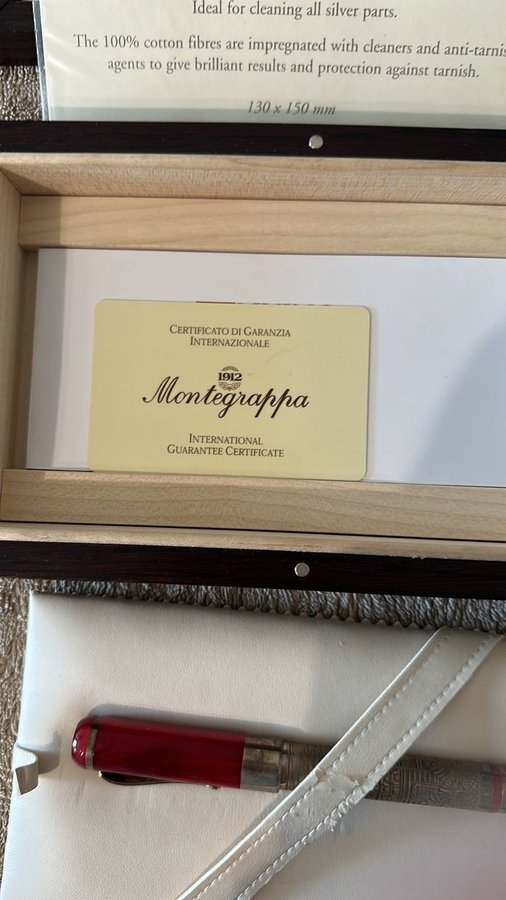 Ideal for cleaning all silver parts.
The 100% cotton fibres are impregnated with cleaners and anti-tarnis
agents to give brilliant results and protection against tarnish.
130 x 150 mm
CERTIFICATO DI GARANZIA
INTERNAZIONALE
1912
Montegrappa
INTERNATIONAL
GUARANTEE CERTIFICATE